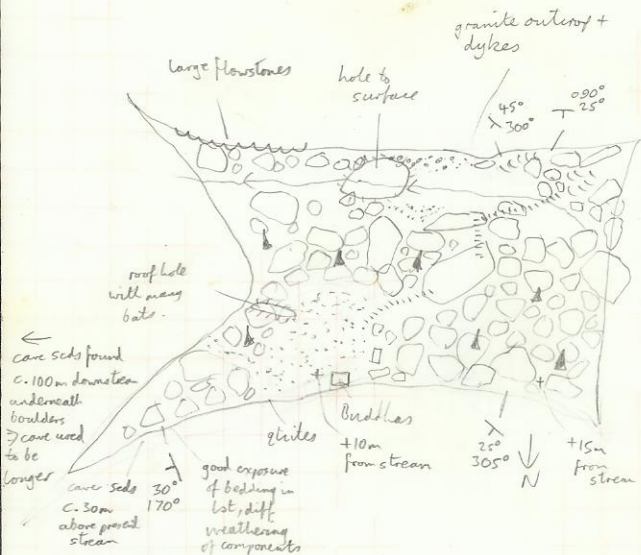 granite outcrop +
dykes
large flowstones
hole to
surface
45°
300°
090°
25°
roof hole
with many
bats.
←
cave seds found
c. 100m downstream
underneath
boulders
⇒ cave used
to be
longer
cave seds
c. 30m
above present
stream
30°
170°
good exposure
of bedding in
lst, diff.
weathering
of components
qtzites
Buddhas
+10m
from stream
25°
305°
N
+15m
from
stream